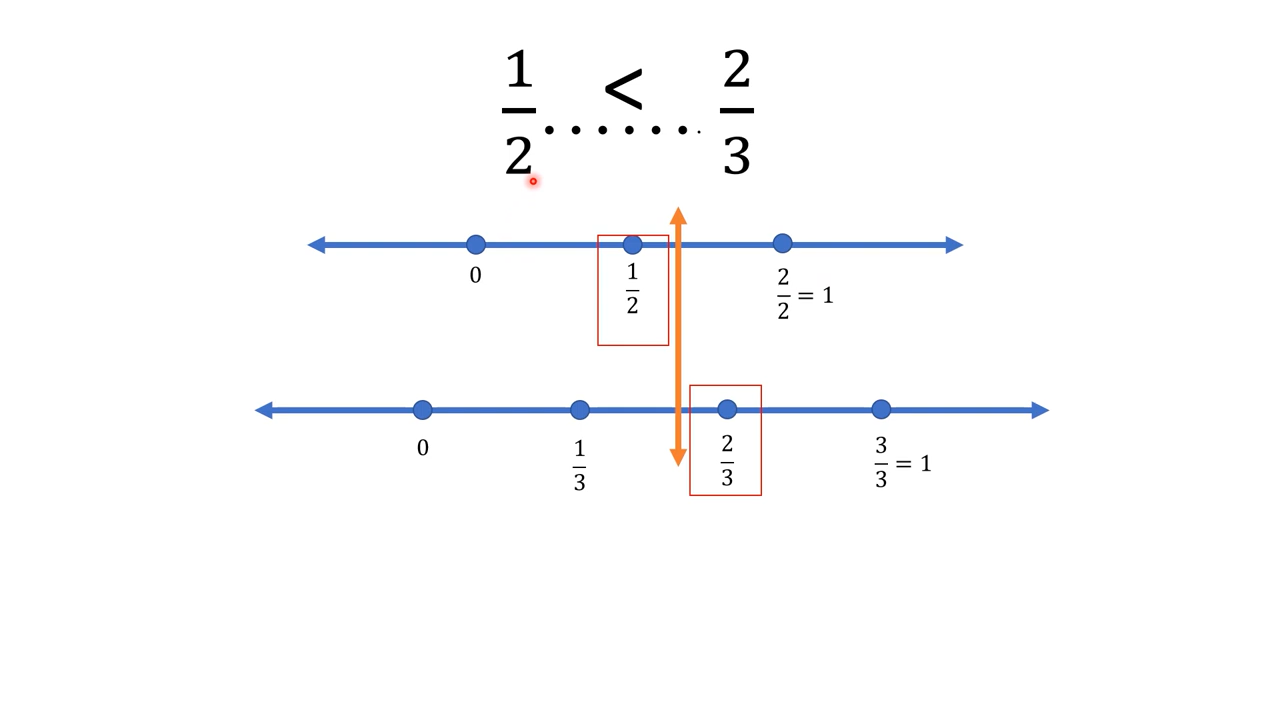 1/2 ...... < 2/3
0 1/2 2/2 = 1
0 1/3 2/3 3/3 = 1